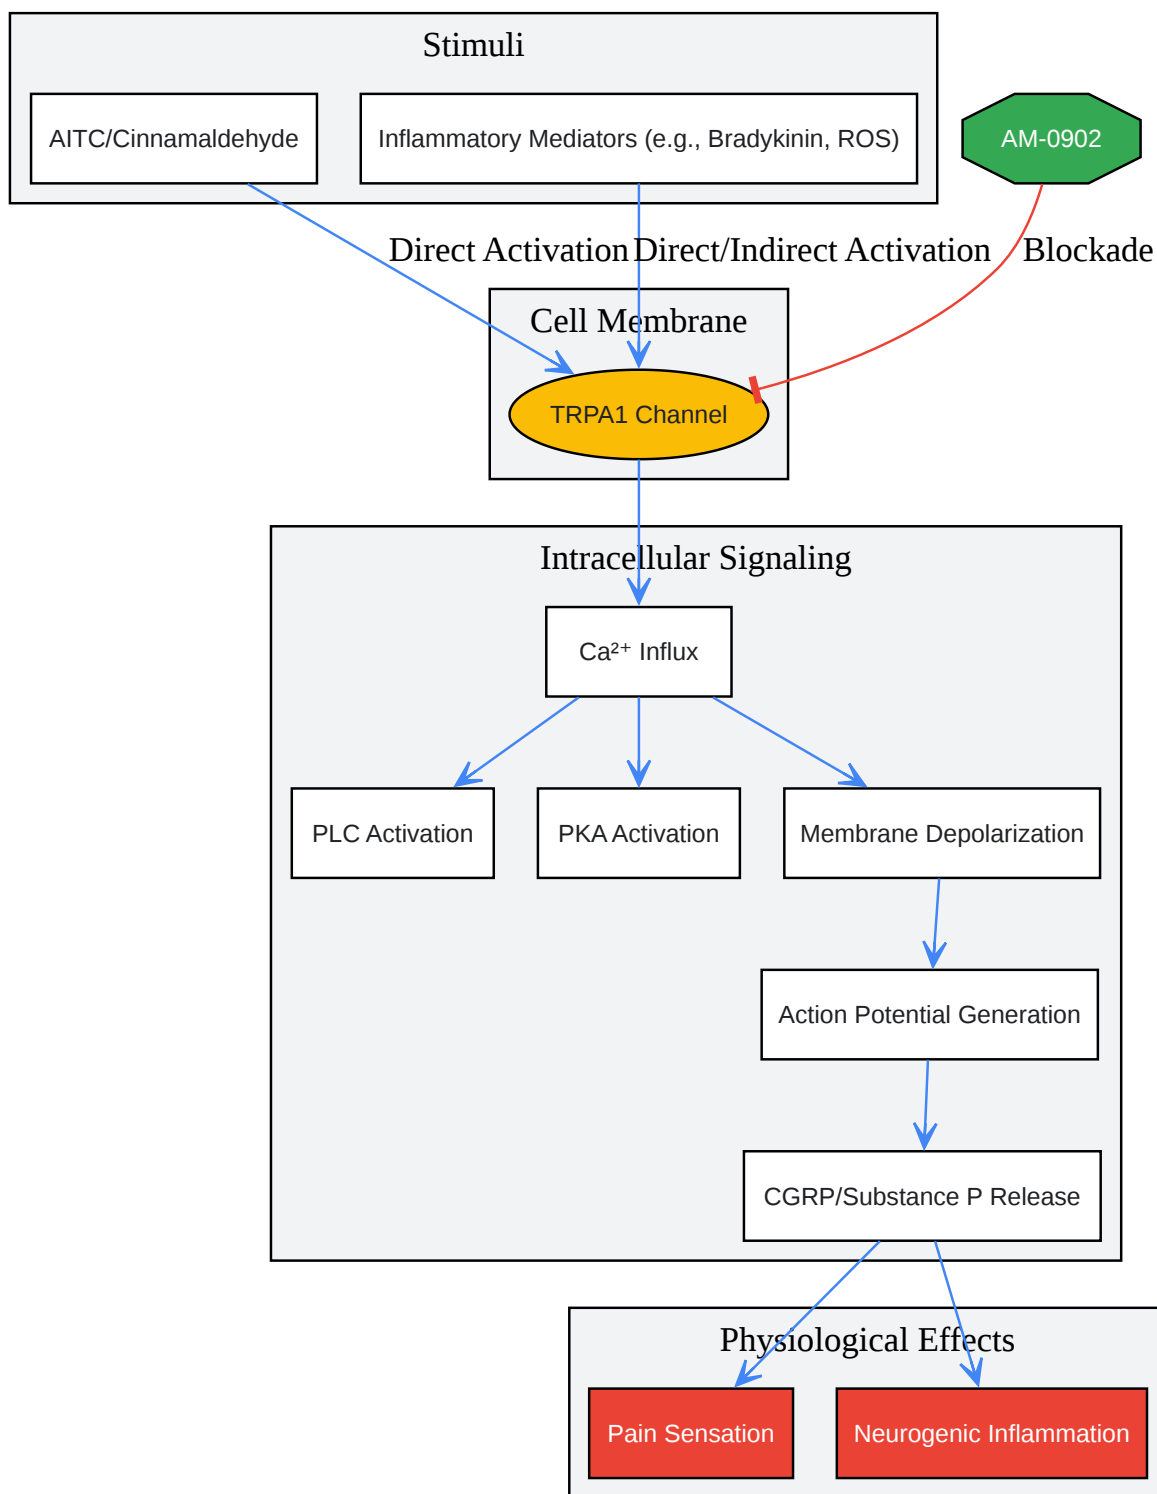 Stimuli
AITC/Cinnamaldehyde
Inflammatory Mediators (e.g., Bradykinin, ROS)
AM-0902
Direct Activation
Direct/Indirect Activation
Blockade
Cell Membrane
TRPA1 Channel
Intracellular Signaling
Ca²⁺ Influx
PLC Activation
PKA Activation
Membrane Depolarization
Action Potential Generation
CGRP/Substance P Release
Physiological Effects
Pain Sensation
Neurogenic Inflammation